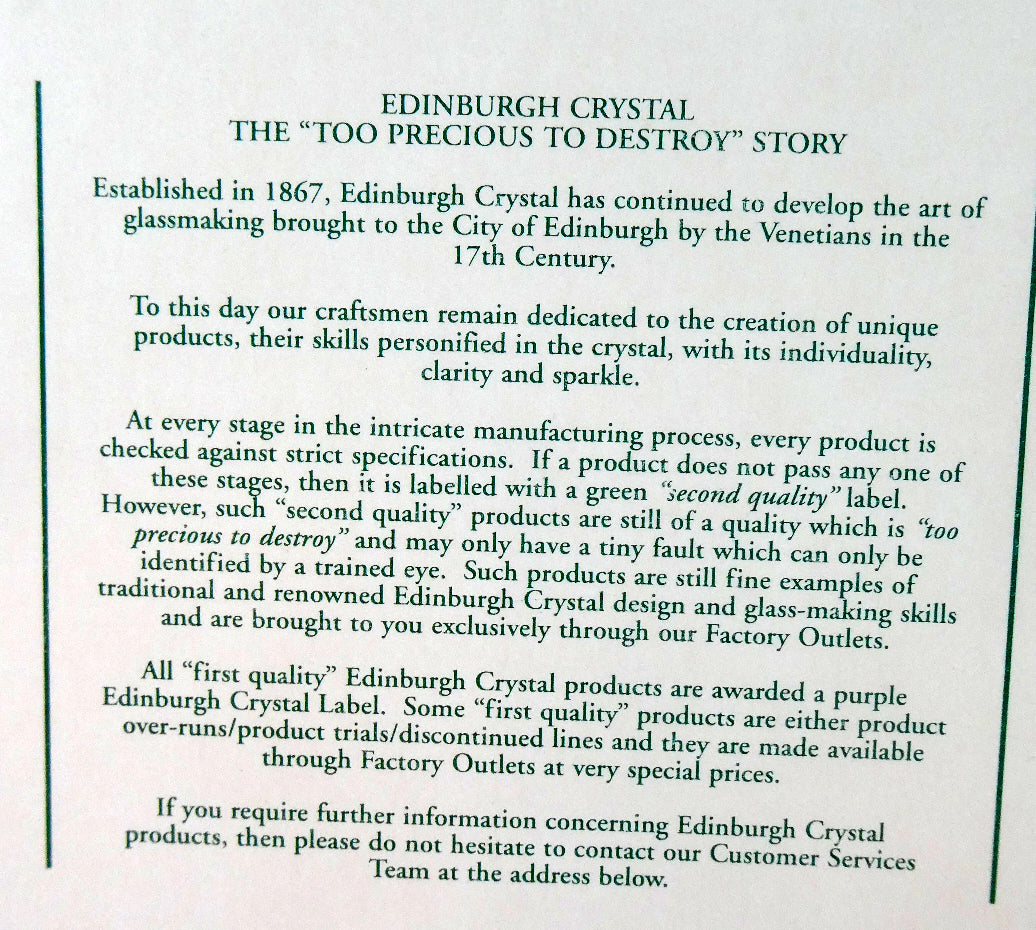 EDINBURGH CRYSTAL
THE “TOO PRECIOUS TO DESTROY” STORY
Established in 1867, Edinburgh Crystal has continued to develop the art of
glassmaking brought to the City of Edinburgh by the Venetians in the
17th Century.
To this day our craftsmen remain dedicated to the creation of unique
products, their skills personified in the crystal, with its individuality,
clarity and sparkle.
At every stage in the intricate manufacturing process, every product is
checked against strict specifications. If a product does not pass any one of
these stages, then it is labelled with a green “second quality” label.
However, such “second quality” products are still of a quality which is “too
precious to destroy” and may only have a tiny fault which can only be
identified by a trained eye. Such products are still fine examples of
traditional and renowned Edinburgh Crystal design and glass-making skills
and are brought to you exclusively through our Factory Outlets.
All “first quality” Edinburgh Crystal products are awarded a purple
Edinburgh Crystal Label. Some “first quality” products are either product
over-runs/product trials/discontinued lines and they are made available
through Factory Outlets at very special prices.
If you require further information concerning Edinburgh Crystal
products, then please do not hesitate to contact our Customer Services
Team at the address below.